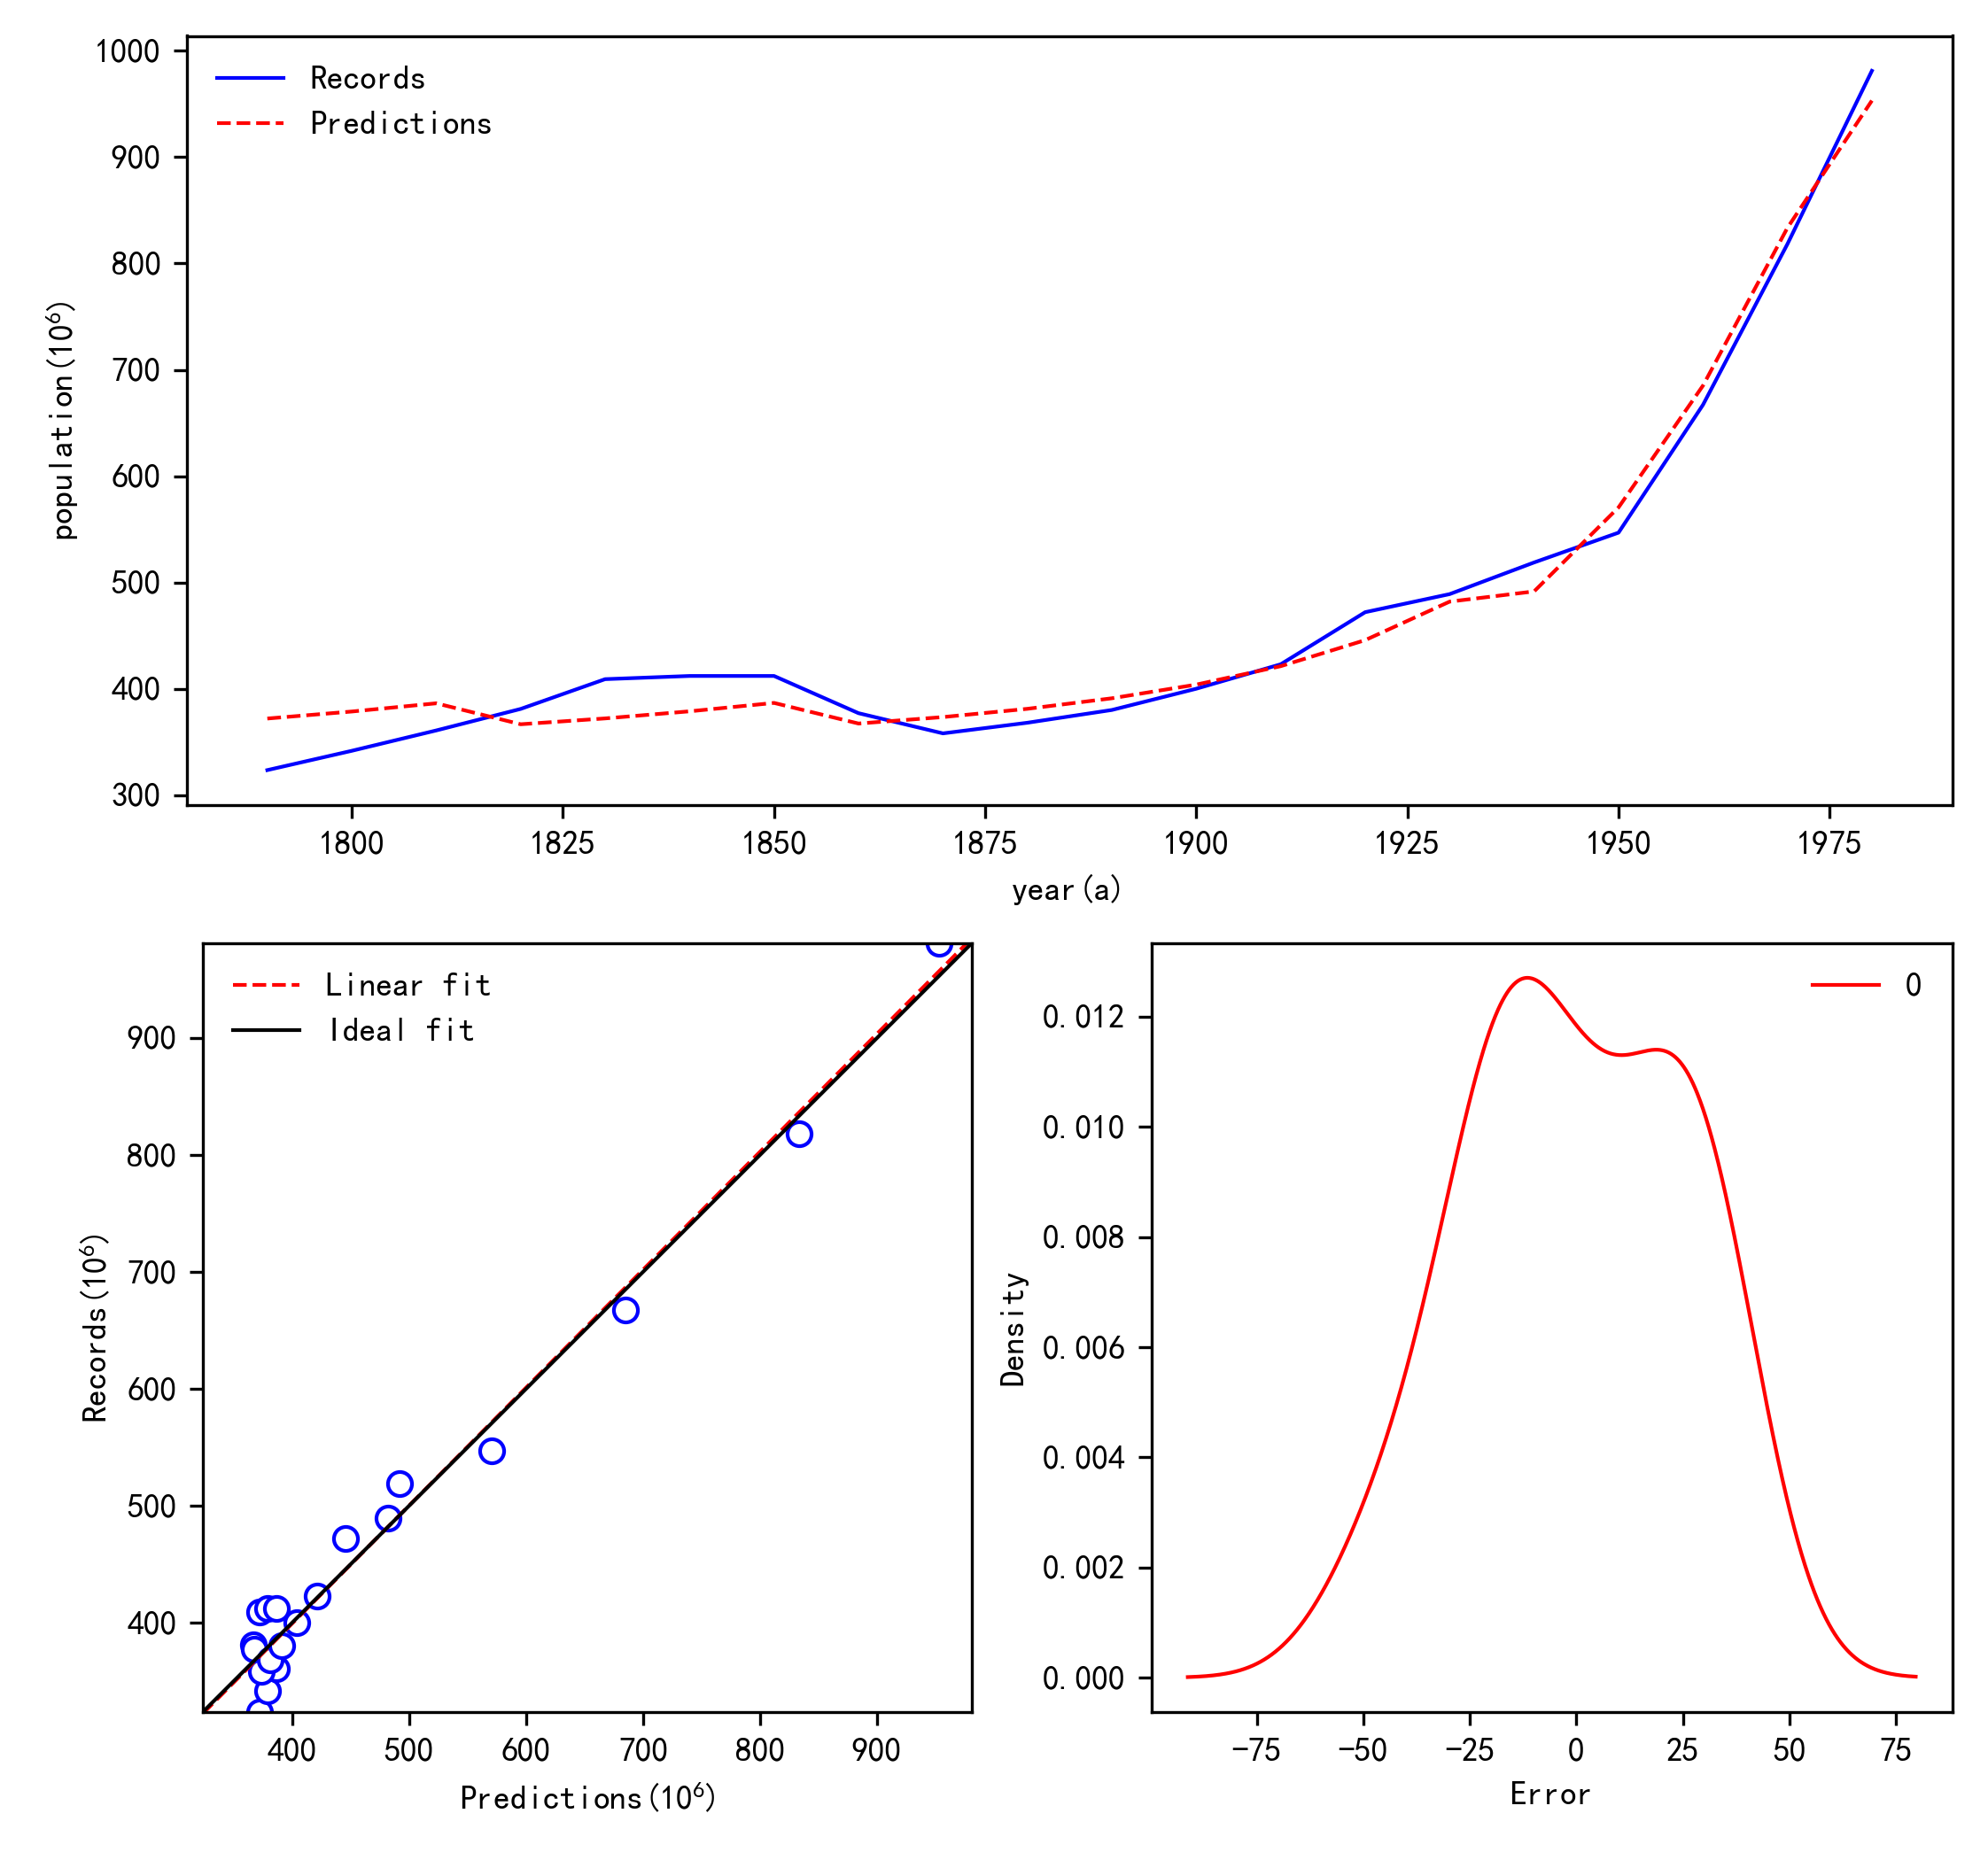 1000
900
800
700
600
500
400
300
population(10⁶)
Records
Predictions
1800 1825 1850 1875 1900 1925 1950 1975
year(a)
900
800
700
600
500
400
Records(10⁶)
Linear fit
Ideal fit
400 500 600 700 800 900
Predictions(10⁶)
0.012
0.010
0.008
0.006
0.004
0.002
0.000
Density
0
−75 −50 −25 0 25 50 75
Error